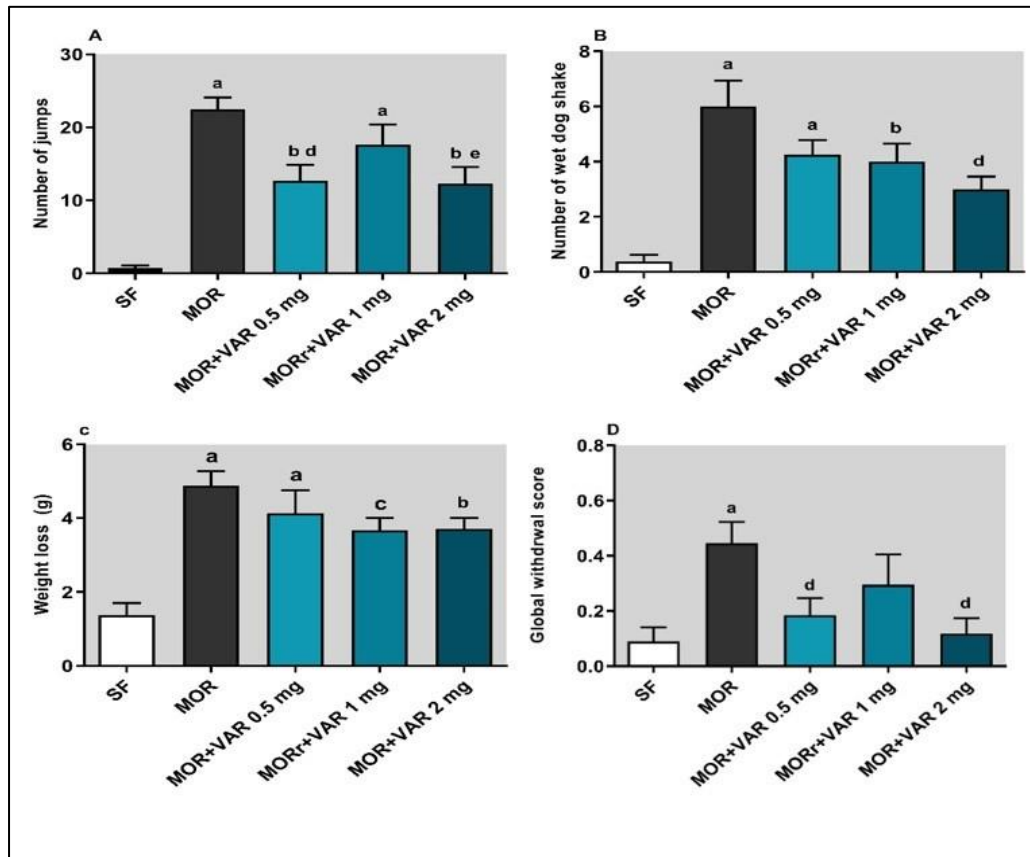 A
Number of jumps
30
20
10
0
a
b d
a
b e
SF
MOR
MOR+VAR 0.5 mg
MORr+VAR 1 mg
MOR+VAR 2 mg
B
Number of wet dog shake
8
6
4
2
0
a
a
b
d
SF
MOR
MOR+VAR 0.5 mg
MORr+VAR 1 mg
MOR+VAR 2 mg
c
Weight loss (g)
6
4
2
0
a
a
c
b
SF
MOR
MOR+VAR 0.5 mg
MORr+VAR 1 mg
MOR+VAR 2 mg
D
Global withdrwal score
0.8
0.6
0.4
0.2
0.0
a
d
d
SF
MOR
MOR+VAR 0.5 mg
MORr+VAR 1 mg
MOR+VAR 2 mg